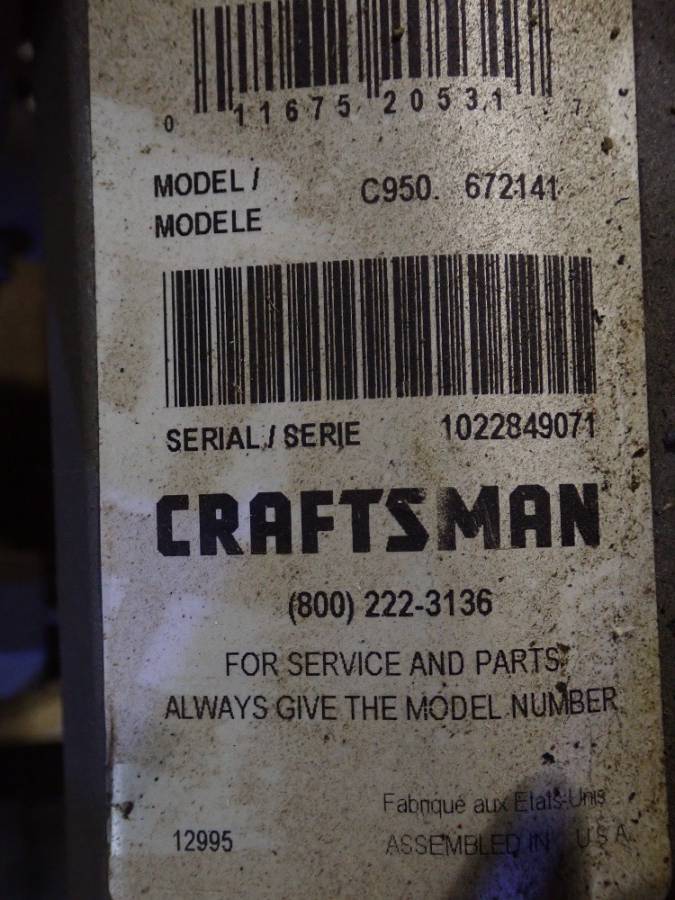 0 11675 20531 7
MODEL / C950. 672141
MODELE
SERIAL / SERIE 1022849071
CRAFTSMAN
(800) 222-3136
FOR SERVICE AND PARTS,
ALWAYS GIVE THE MODEL NUMBER
Fabriqué aux Etats-Unis
12995 ASSEMBLED IN U.S.A.